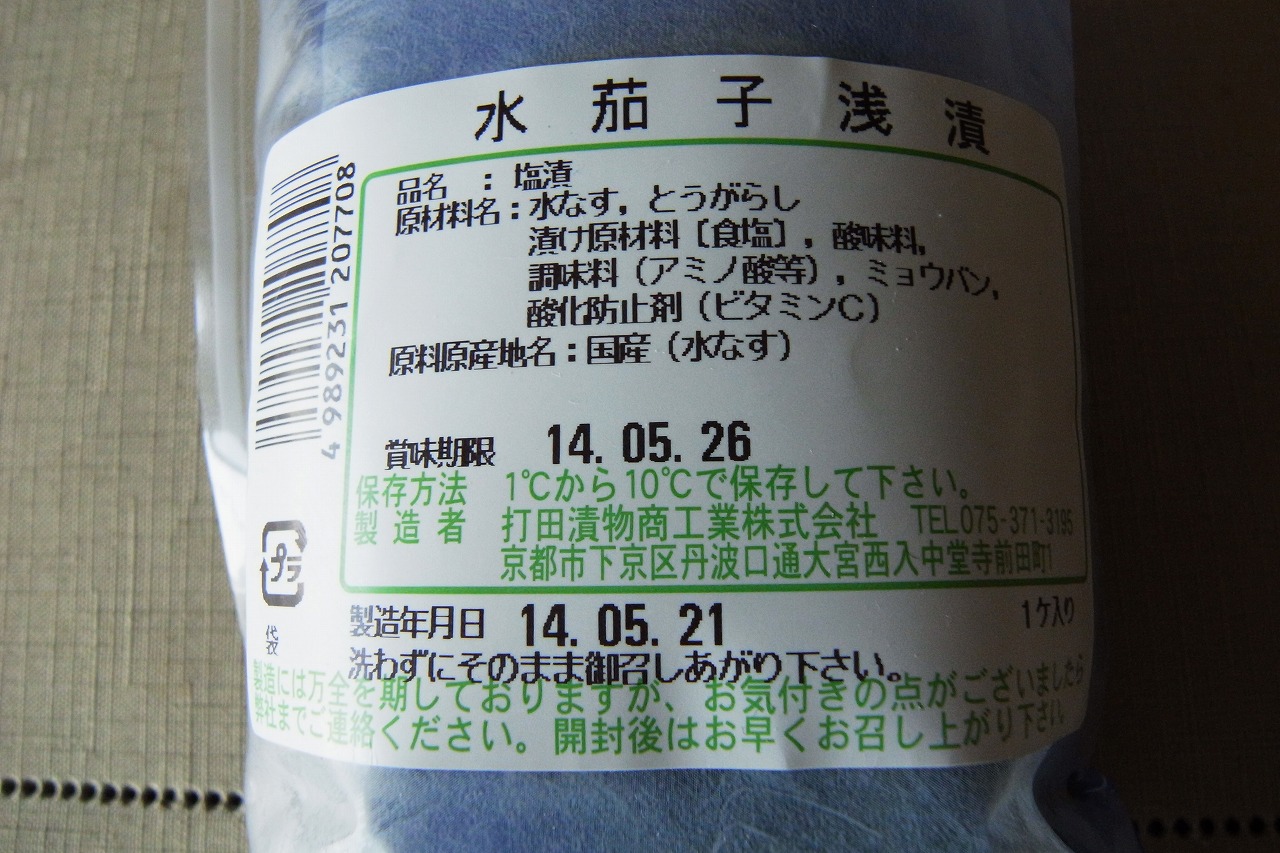 水茄子浅漬
4 989231 207708
品名 : 塩漬
原材料名:水なす, とうがらし
漬け原材料〔食塩〕, 酸味料,
調味料(アミノ酸等), ミョウバン,
酸化防止剤(ビタミンC)
原料原産地名:国産(水なす)
賞味期限 14. 05. 26
保存方法 1℃から10℃で保存して下さい。
製造者 打田漬物商工業株式会社 TEL075-371-3195
京都市下京区丹波口通大宮西入中堂寺前田町1
プラ
袋
製造年月日 14. 05. 21 1ケ入り
洗わずにそのまま御召しあがり下さい。
製造には万全を期しておりますが、お気付きの点がございましたら
弊社までご連絡ください。開封後はお早くお召し上がり下さい。